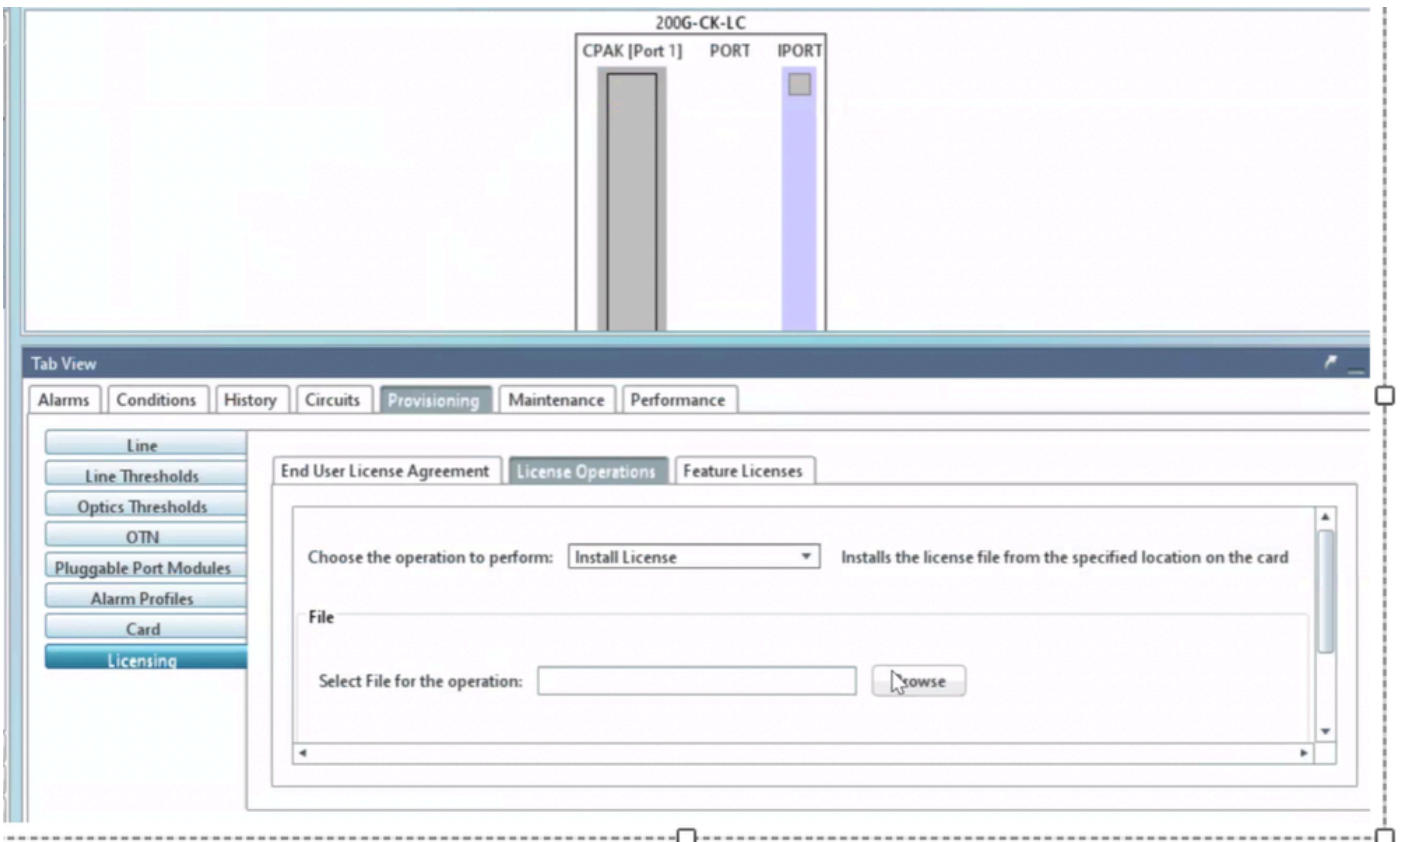 200G-CK-LC
CPAK [Port 1] PORT IPORT
Tab View
Alarms Conditions History Circuits Provisioning Maintenance Performance
Line
Line Thresholds
Optics Thresholds
OTN
Pluggable Port Modules
Alarm Profiles
Card
Licensing
End User License Agreement License Operations Feature Licenses
Choose the operation to perform: Install License Installs the license file from the specified location on the card
File
Select File for the operation: Browse